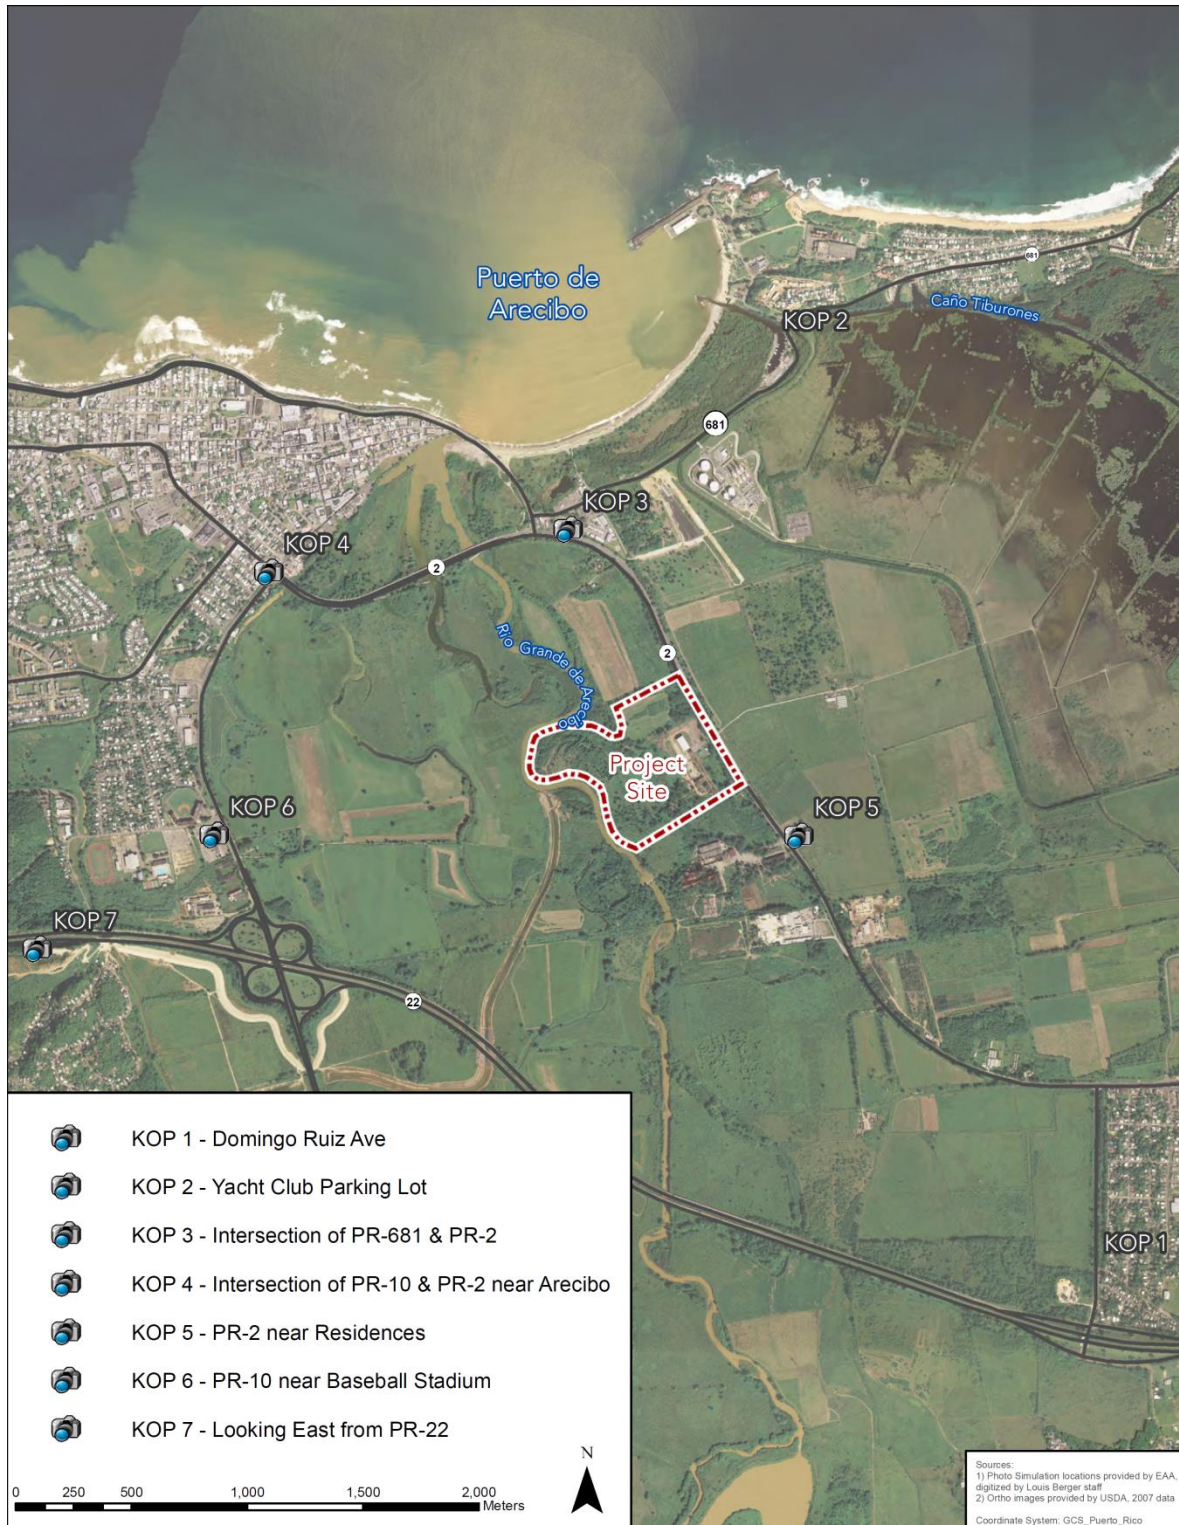 Puerto de
Arecibo
681
Caño Tiburones
KOP 2
681
KOP 3
KOP 4
2
Rio Grande de Arecibo
2
Project
Site
KOP 5
KOP 6
KOP 7
22
KOP 1
KOP 1 - Domingo Ruiz Ave
KOP 2 - Yacht Club Parking Lot
KOP 3 - Intersection of PR-681 & PR-2
KOP 4 - Intersection of PR-10 & PR-2 near Arecibo
KOP 5 - PR-2 near Residences
KOP 6 - PR-10 near Baseball Stadium
KOP 7 - Looking East from PR-22
N
0 250 500 1,000 1,500 2,000
Meters
Sources:
1) Photo Simulation locations provided by EAA,
digitized by Louis Berger staff
2) Ortho images provided by USDA, 2007 data
Coordinate System: GCS_Puerto_Rico